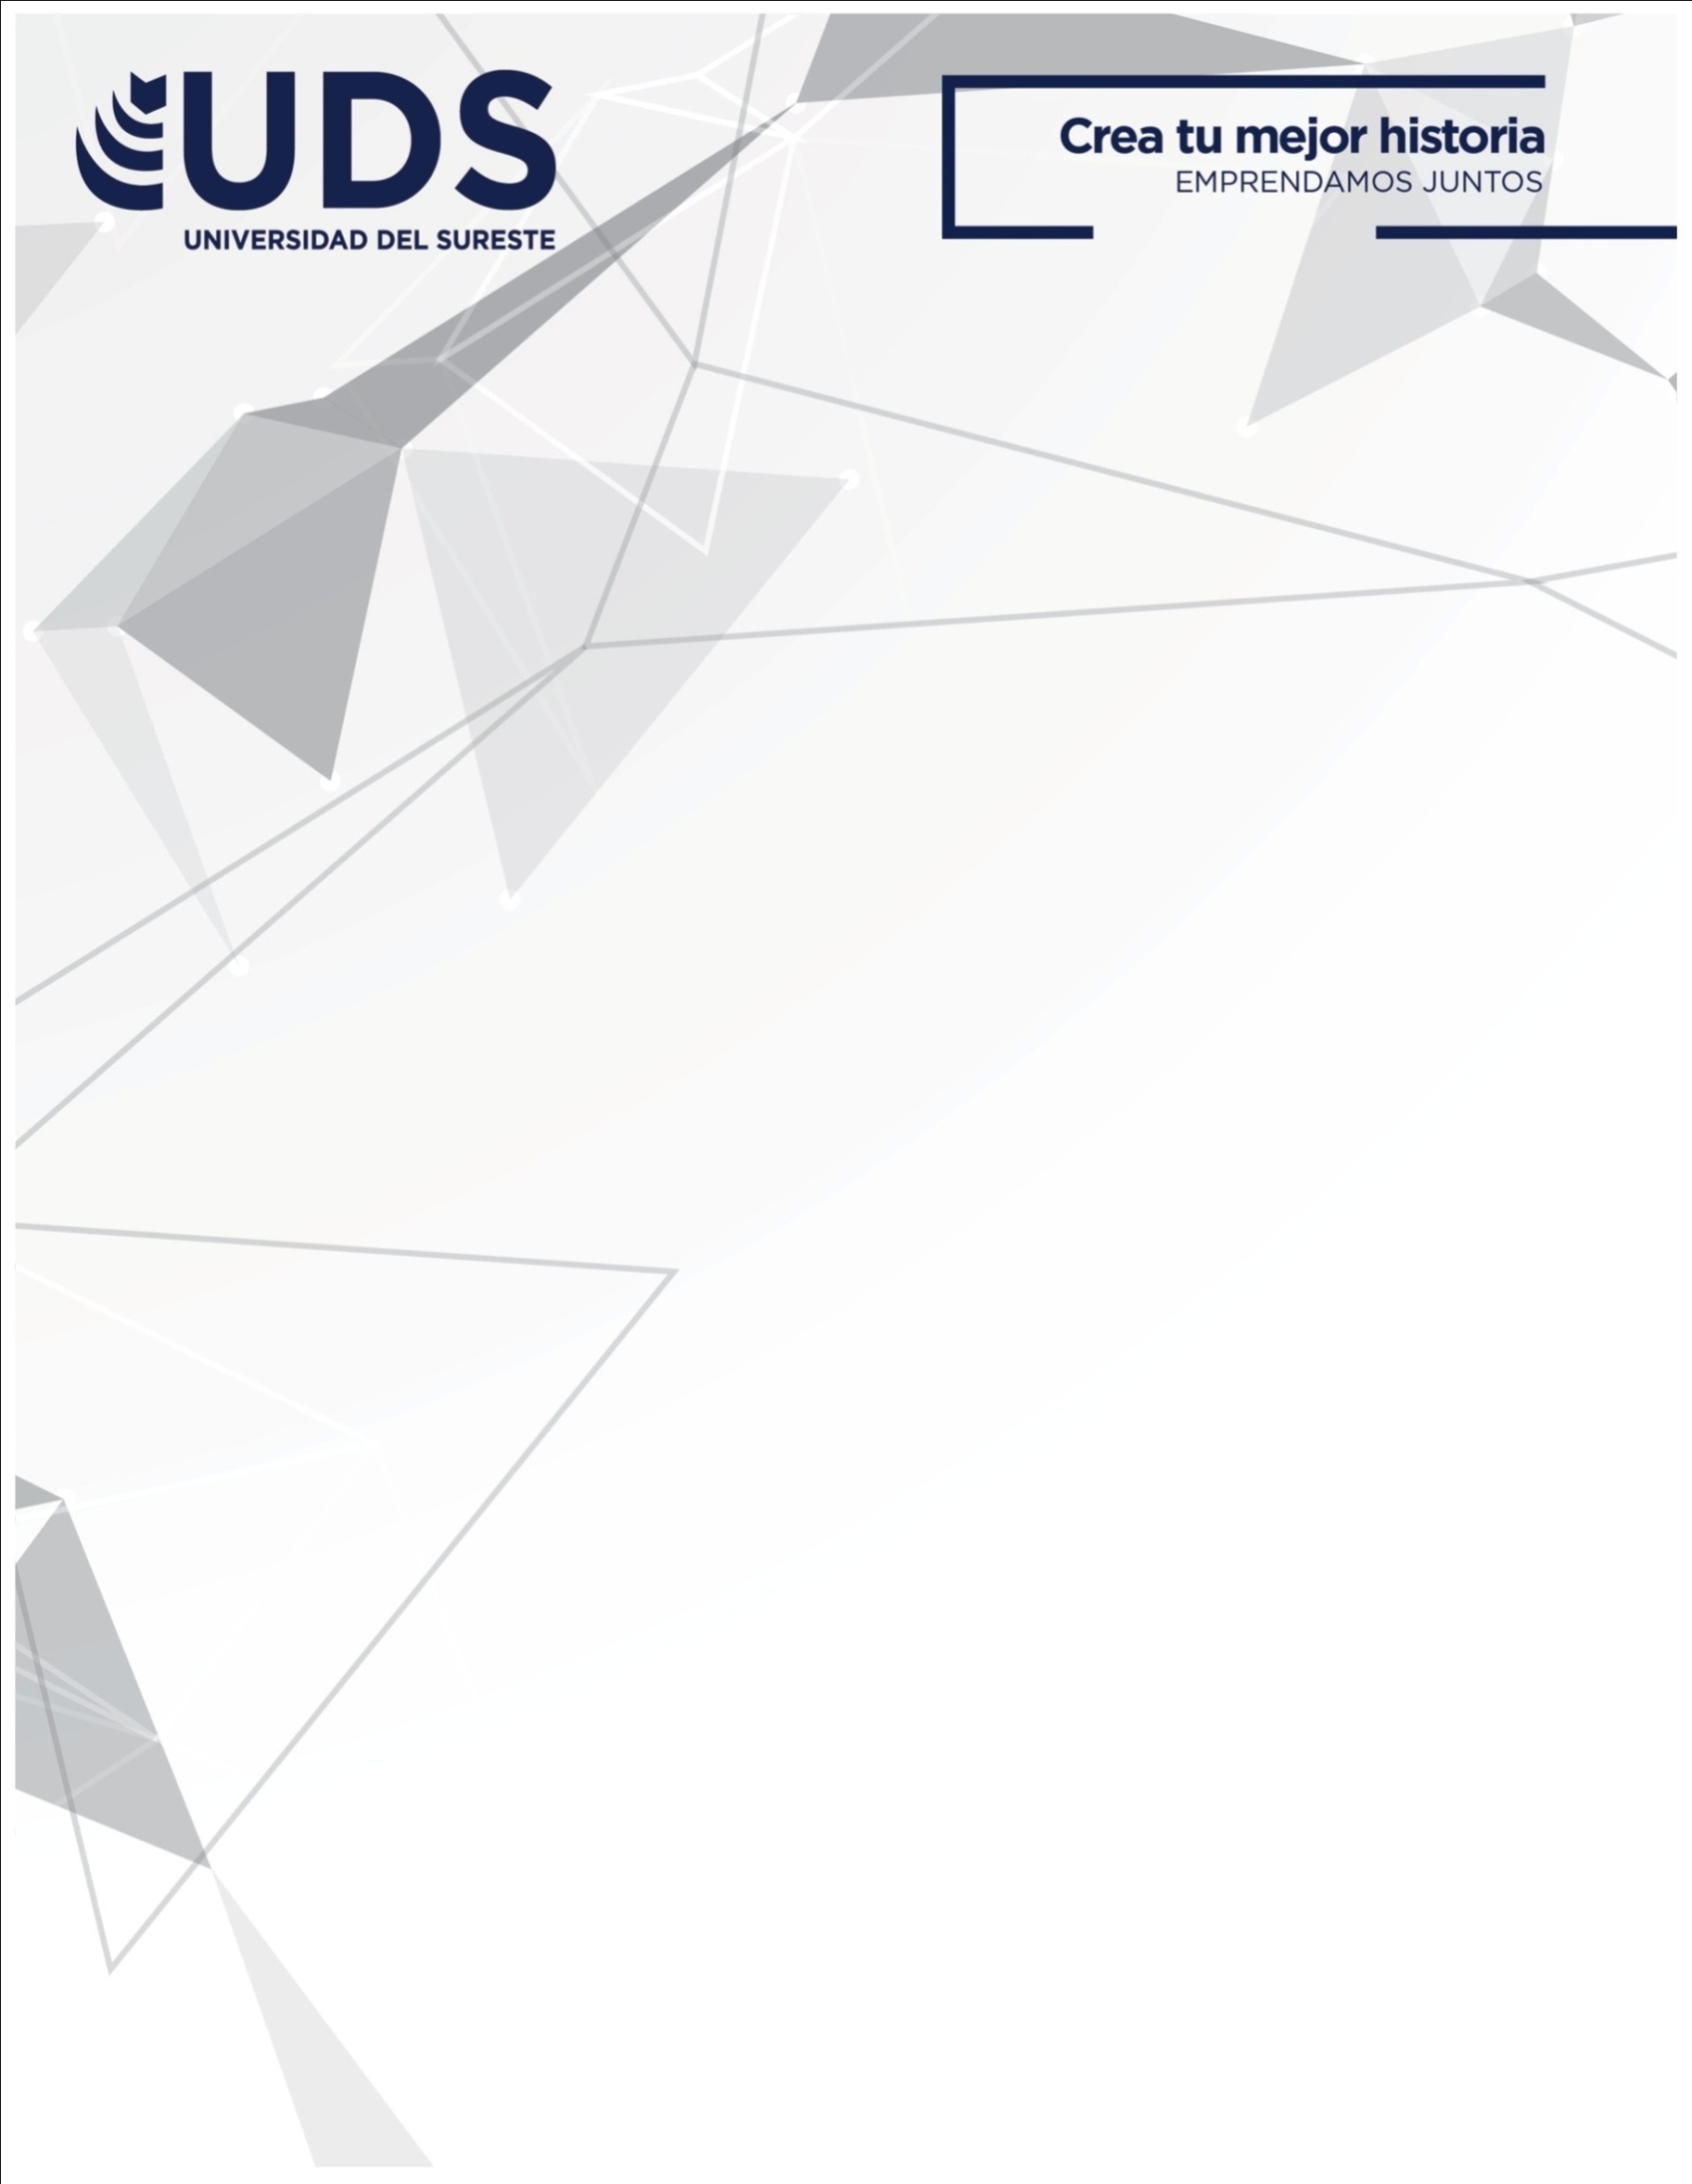 UDS
UNIVERSIDAD DEL SURESTE
Crea tu mejor historia
EMPRENDAMOS JUNTOS